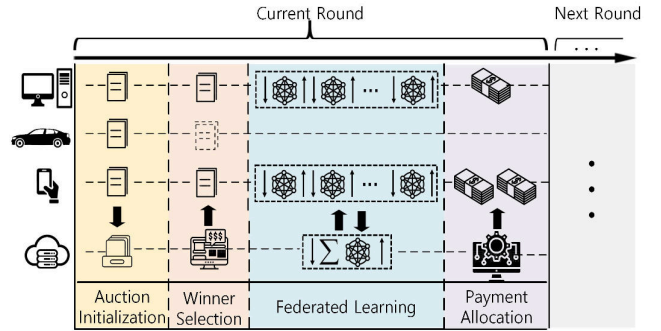 Current Round
Next Round
...
...
...
$
$$$
$ $
Σ
Auction
Initialization
Winner
Selection
Federated Learning
Payment
Allocation